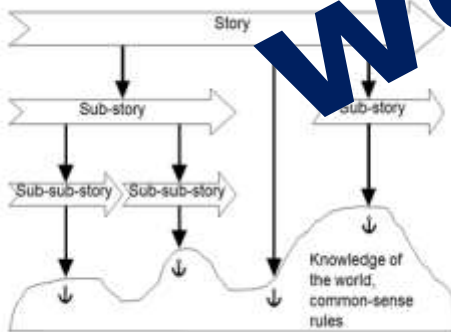 Story
Sub-story
Sub-story
Sub-sub-story
Sub-sub-story
Knowledge of
the world,
common-sense
rules